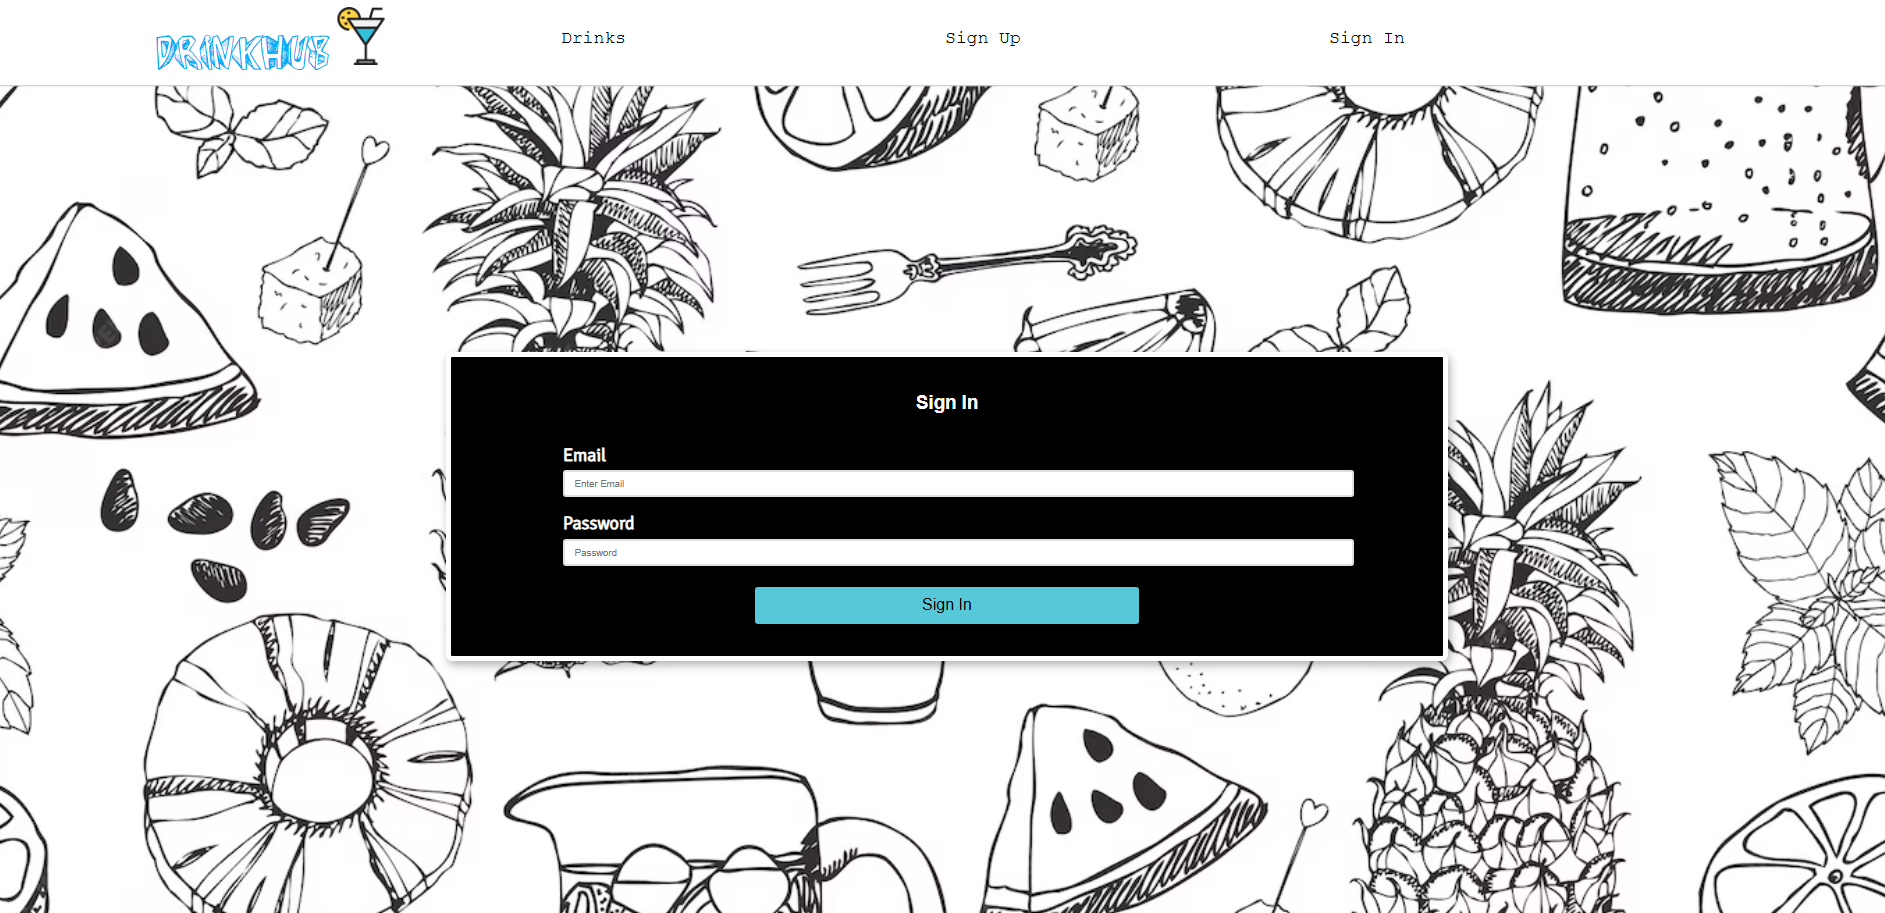 DRINKHUB
Drinks
Sign Up
Sign In
Sign In
Email
Enter Email
Password
Password
Sign In